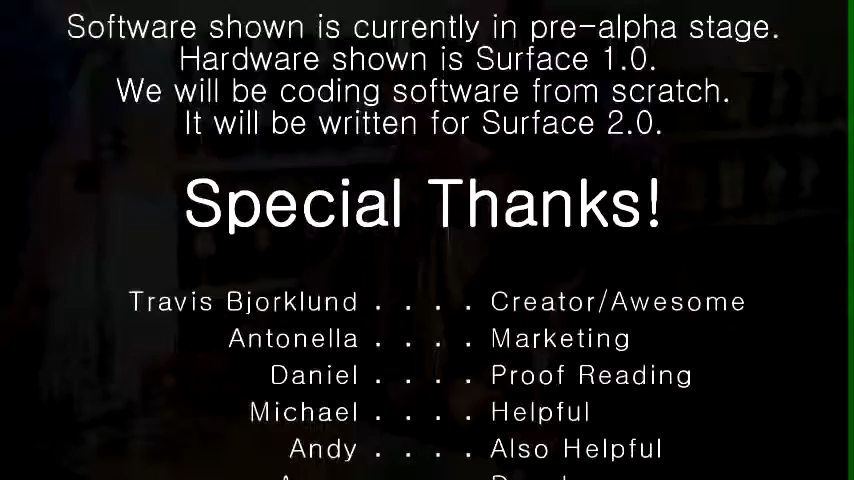 Software shown is currently in pre-alpha stage.
Hardware shown is Surface 1.0.
We will be coding software from scratch.
It will be written for Surface 2.0.
Special Thanks!
Travis Bjorklund . . . . Creator/Awesome
Antonella . . . . Marketing
Daniel . . . . Proof Reading
Michael . . . . Helpful
Andy . . . . Also Helpful